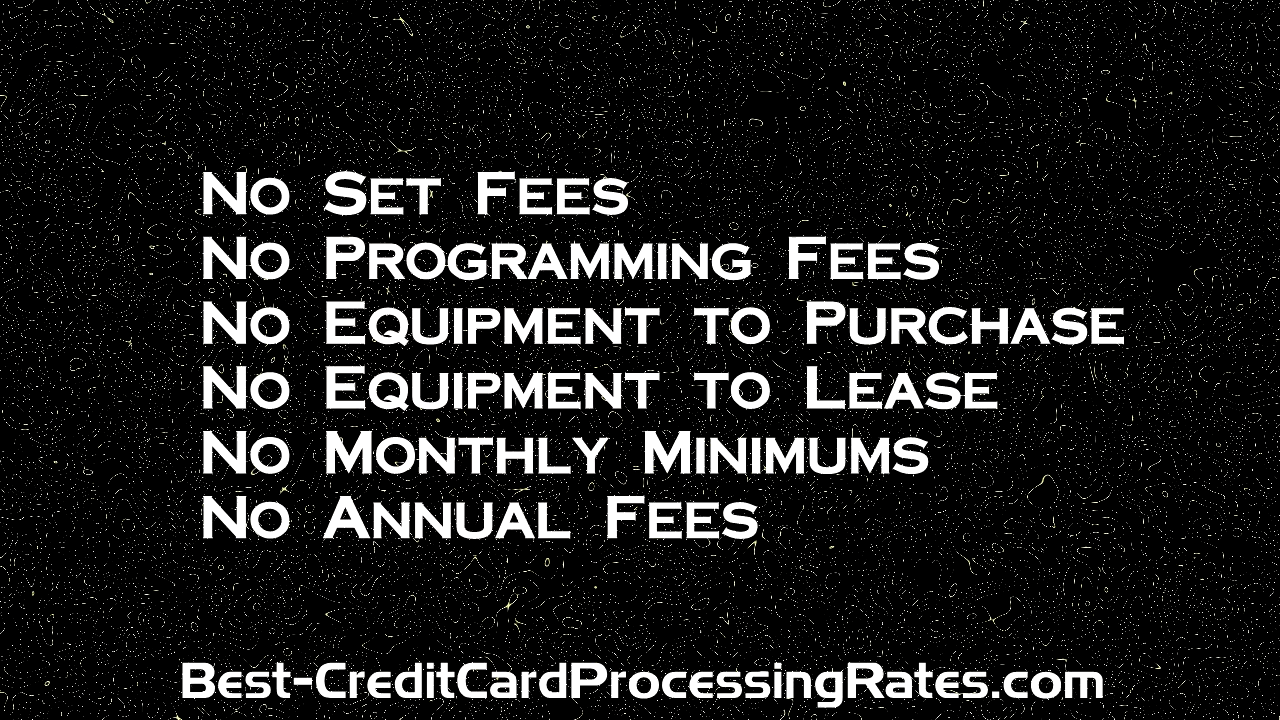 No Set Fees
No Programming Fees
No Equipment to Purchase
No Equipment to Lease
No Monthly Minimums
No Annual Fees
Best-CreditCardProcessingRates.com